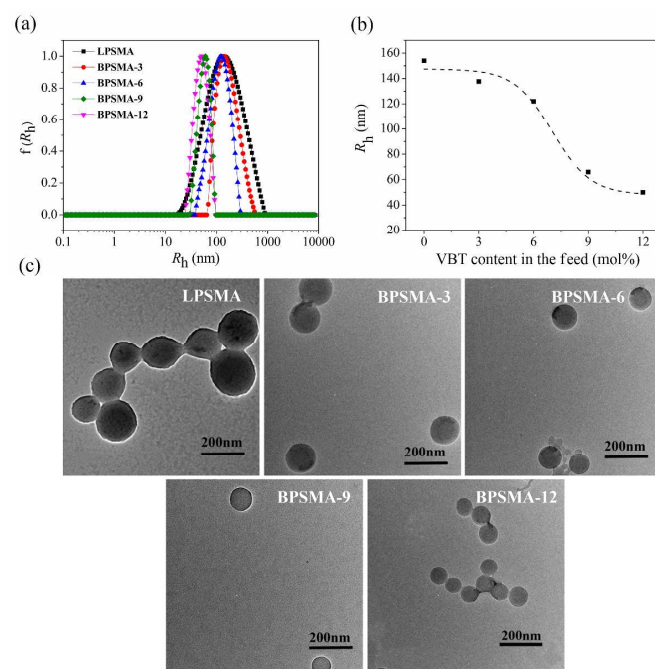 (a)
LPSMA
BPSMA-3
BPSMA-6
BPSMA-9
BPSMA-12
f (Rh)
1.0
0.8
0.6
0.4
0.2
0.0
0.1 1 10 100 1000 10000
Rh (nm)
(b)
Rh (nm)
160
140
120
100
80
60
40
0 3 6 9 12
VBT content in the feed (mol%)
(c)
LPSMA
200nm
BPSMA-3
200nm
BPSMA-6
200nm
BPSMA-9
200nm
BPSMA-12
200nm